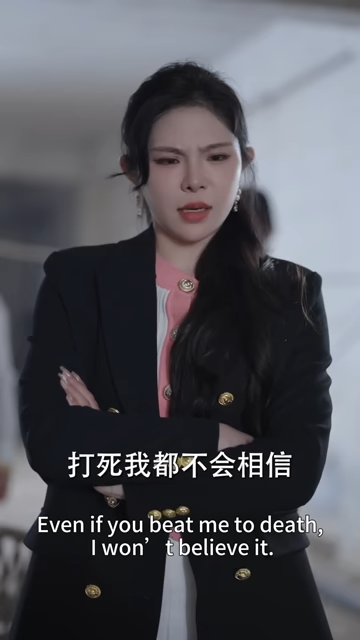 打死我都不会相信
Even if you beat me to death,
I won’t believe it.